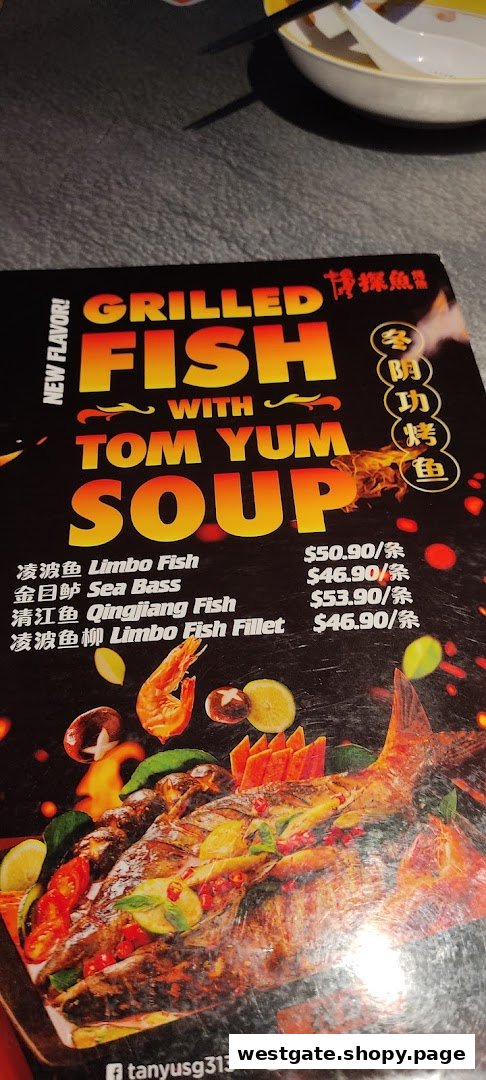 探魚
NEW FLAVOR!
GRILLED
FISH
WITH
TOM YUM
SOUP
冬阴功烤鱼
凌波鱼 Limbo Fish $50.90/条
金目鲈 Sea Bass $46.90/条
清江鱼 Qingjiang Fish $53.90/条
凌波鱼柳 Limbo Fish Fillet $46.90/条
tanyusg313
westgate.shopy.page